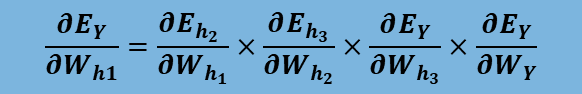 ∂E_Y/∂W_h1 = ∂E_h₂/∂W_h₁ × ∂E_h₃/∂W_h₂ × ∂E_Y/∂W_h₃ × ∂E_Y/∂W_Y